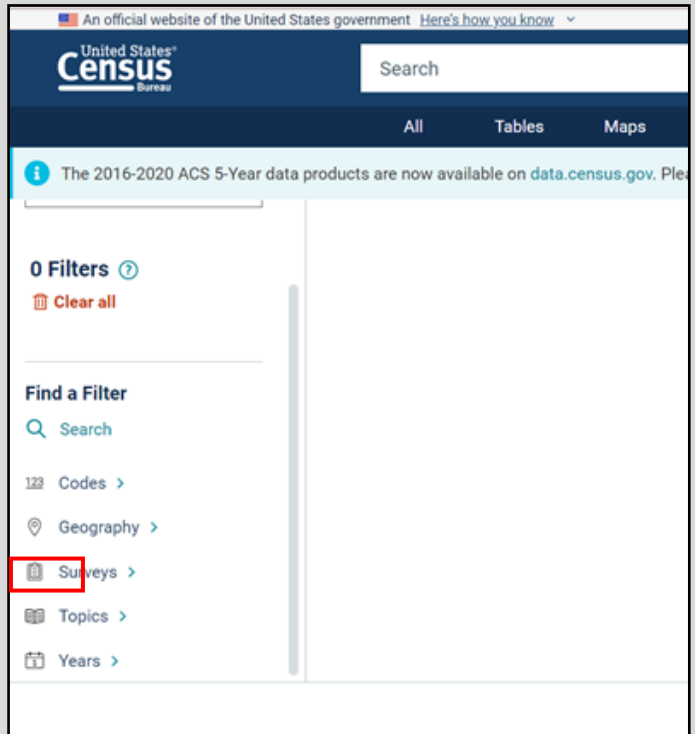 An official website of the United States government Here's how you know
United States®
Census
Bureau
Search
All Tables Maps
The 2016-2020 ACS 5-Year data products are now available on data.census.gov. Plea
0 Filters
Clear all
Find a Filter
Search
123 Codes
Geography
Surveys
Topics
Years